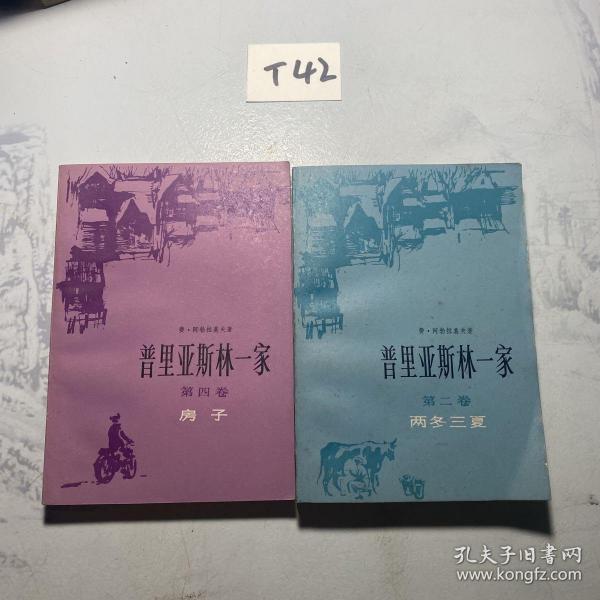 T42
费·阿勃拉莫夫著
普里亚斯林一家
第四卷
房子
费·阿勃拉莫夫著
普里亚斯林一家
第二卷
两冬三夏
孔夫子旧书网
www.kongfz.com